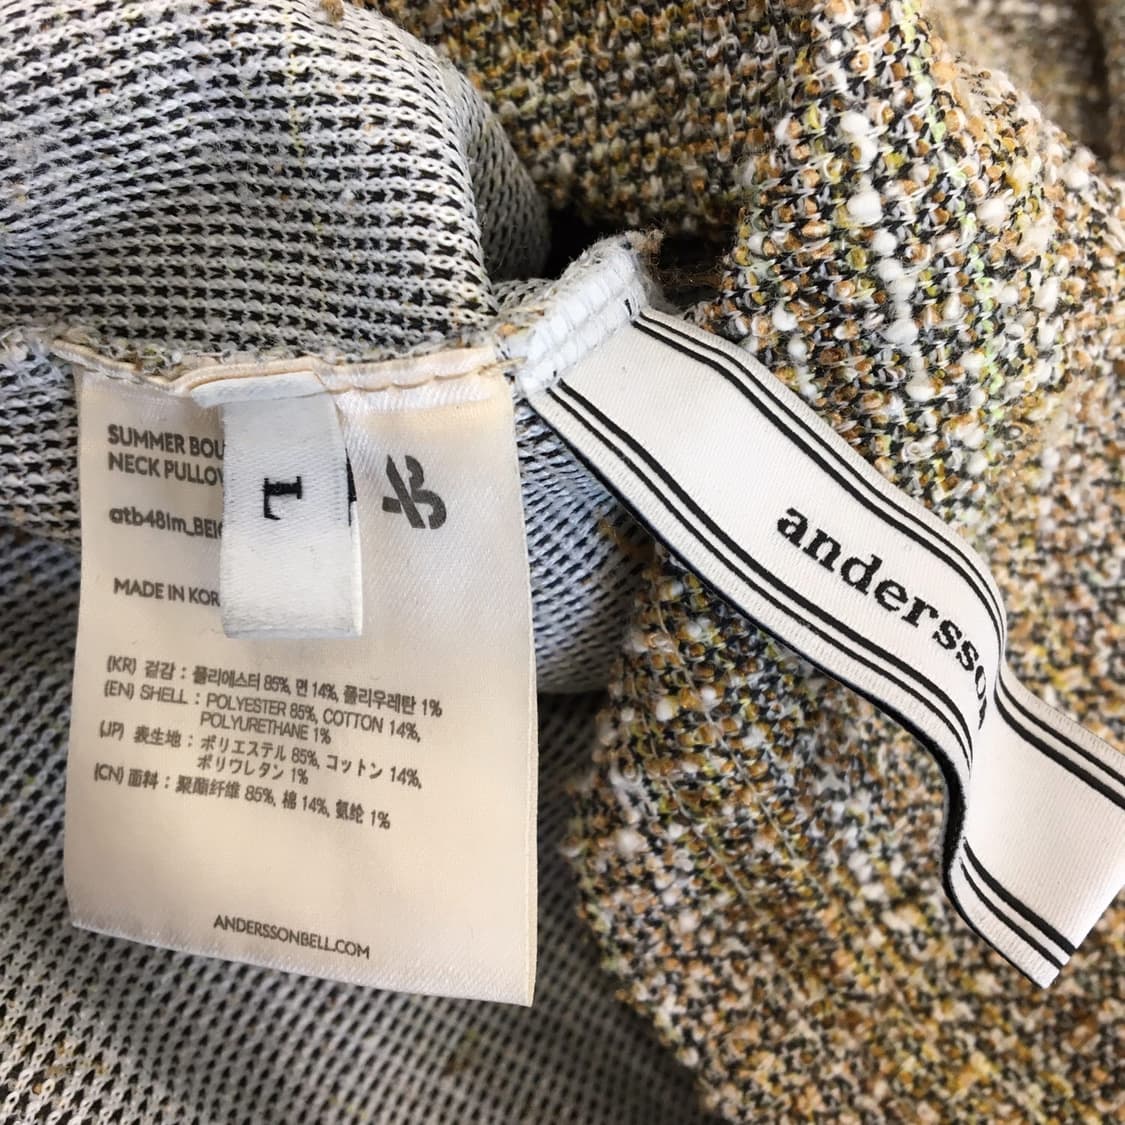 SUMMER BOU
NECK PULLOV
atb481m_BEIG
MADE IN KOR
(KR) 겉감 : 폴리에스터 85%, 면 14%, 폴리우레탄 1%
(EN) SHELL : POLYESTER 85%, COTTON 14%,
POLYURETHANE 1%
(JP) 表生地 : ポリエステル 85%, コットン 14%,
ポリウレタン 1%
(CN) 面料 : 聚酯纤维 85%, 棉 14%, 氨纶 1%
ANDERSSONBELL.COM
L
AB
andersson